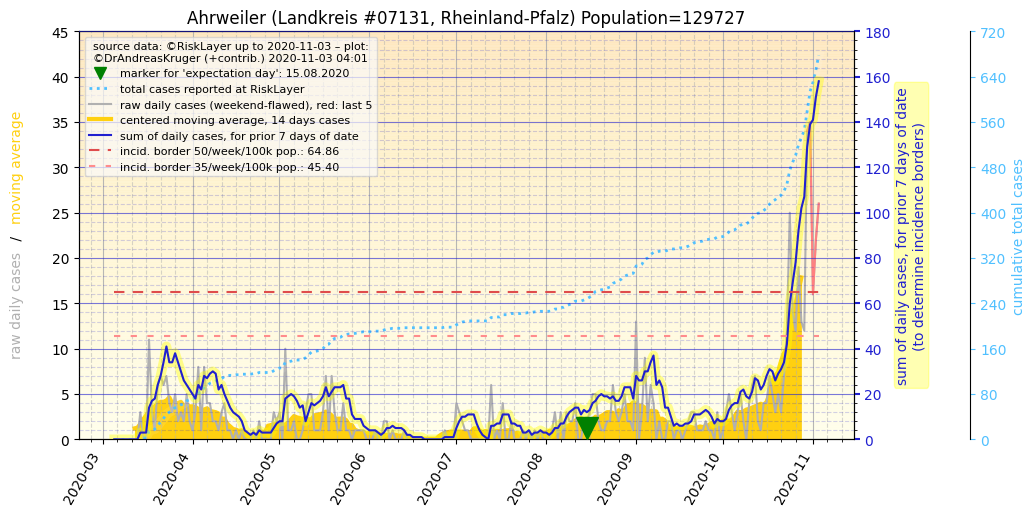 Ahrweiler (Landkreis #07131, Rheinland-Pfalz) Population=129727
source data: ©RiskLayer up to 2020-11-03 – plot:
©DrAndreasKruger (+contrib.) 2020-11-03 04:01
marker for 'expectation day': 15.08.2020
total cases reported at RiskLayer
raw daily cases (weekend-flawed), red: last 5
centered moving average, 14 days cases
sum of daily cases, for prior 7 days of date
incid. border 50/week/100k pop.: 64.86
incid. border 35/week/100k pop.: 45.40
raw daily cases / moving average
45
40
35
30
25
20
15
10
5
0
2020-03
2020-04
2020-05
2020-06
2020-07
2020-08
2020-09
2020-10
2020-11
180
160
140
120
100
80
60
40
20
0
sum of daily cases, for prior 7 days of date
(to determine incidence borders)
720
640
560
480
400
320
240
160
80
0
cumulative total cases